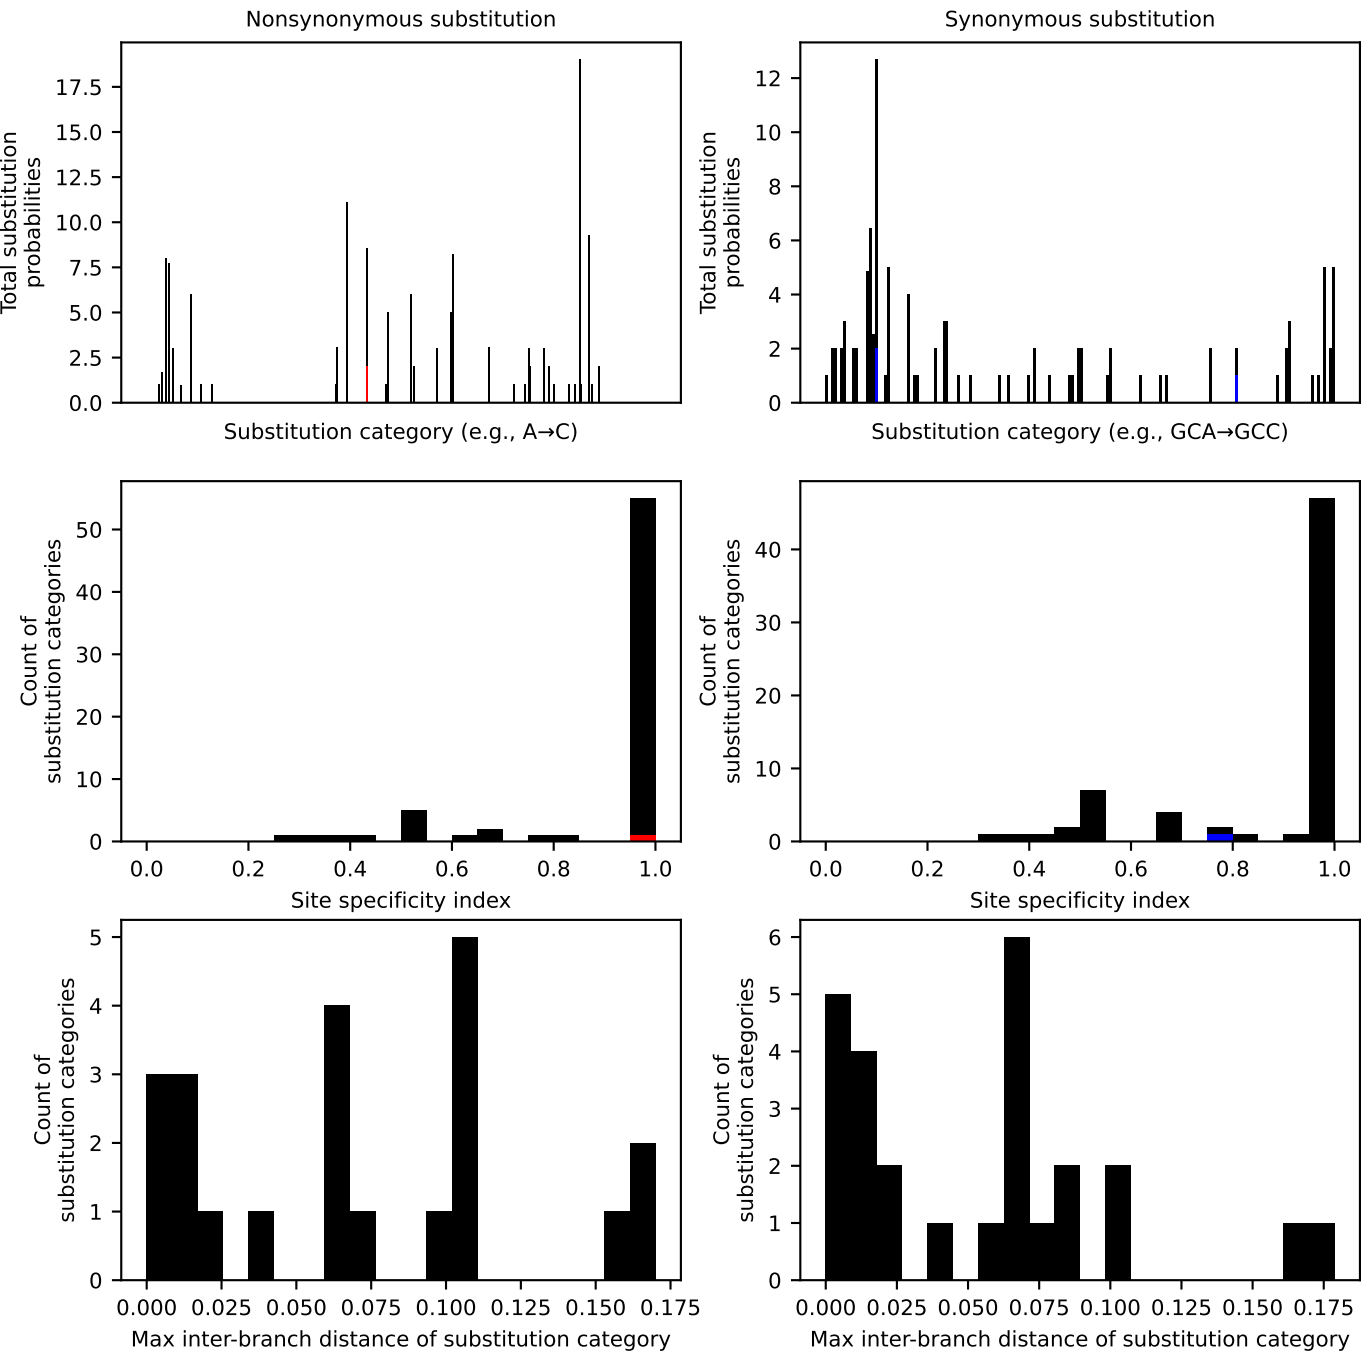 Nonsynonymous substitution
Total substitution
probabilities
17.5
15.0
12.5
10.0
7.5
5.0
2.5
0.0
Substitution category (e.g., A→C)
Synonymous substitution
Total substitution
probabilities
12
10
8
6
4
2
0
Substitution category (e.g., GCA→GCC)
Count of
substitution categories
50
40
30
20
10
0
0.0 0.2 0.4 0.6 0.8 1.0
Site specificity index
Count of
substitution categories
40
30
20
10
0
0.0 0.2 0.4 0.6 0.8 1.0
Site specificity index
Count of
substitution categories
5
4
3
2
1
0
0.000 0.025 0.050 0.075 0.100 0.125 0.150 0.175
Max inter-branch distance of substitution category
Count of
substitution categories
6
5
4
3
2
1
0
0.000 0.025 0.050 0.075 0.100 0.125 0.150 0.175
Max inter-branch distance of substitution category